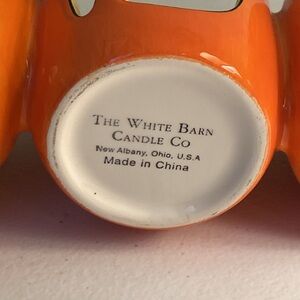 THE WHITE BARN
CANDLE CO
New Albany, Ohio, U.S.A
Made in China